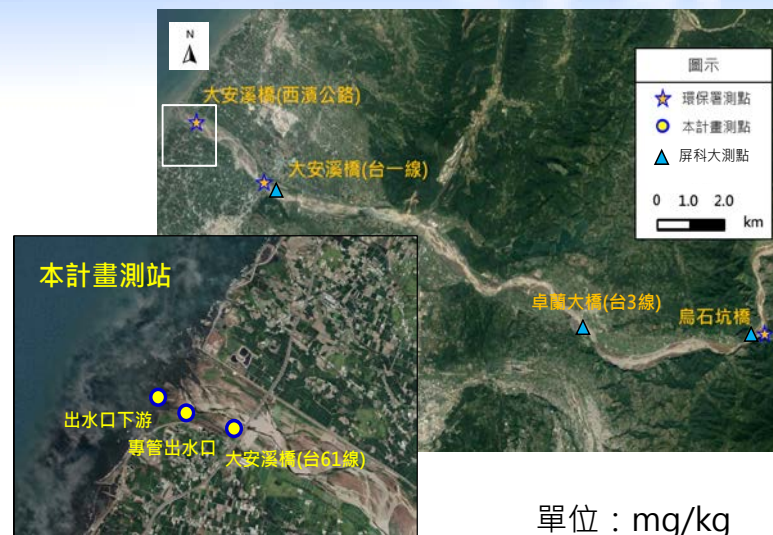 N
大安溪橋(西濱公路)
大安溪橋(台一線)
圖示
環保署測點
本計畫測點
屏科大測點
0 1.0 2.0
km
卓蘭大橋(台3線)
烏石坑橋
本計畫測站
出水口下游
專管出水口
大安溪橋(台61線)
單位：mg/kg